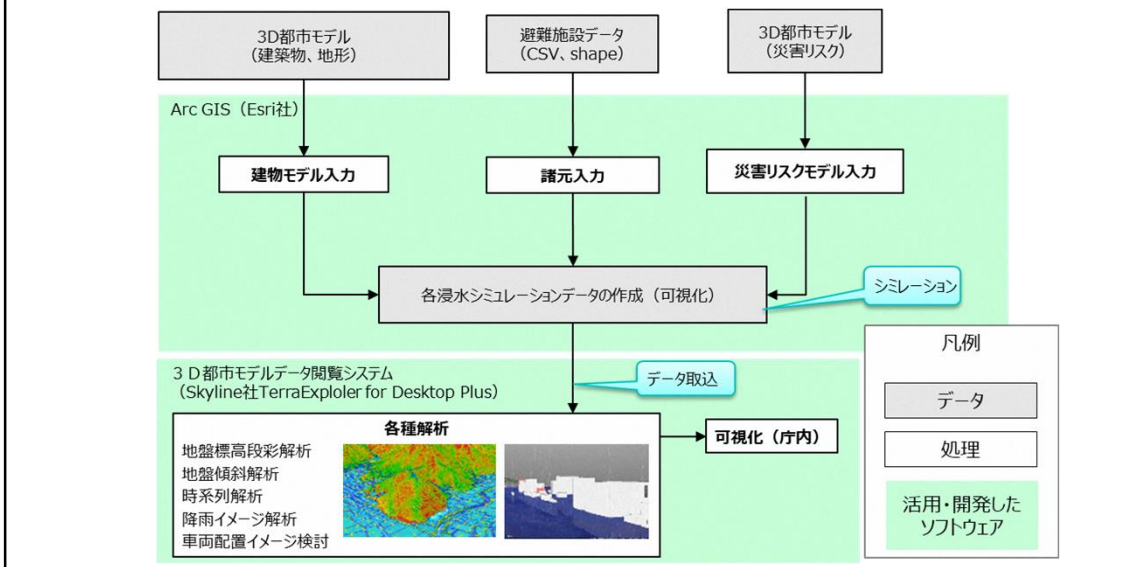 3D都市モデル
（建築物、地形）
避難施設データ
（CSV、shape）
3D都市モデル
（災害リスク）
Arc GIS（Esri社）
建物モデル入力
諸元入力
災害リスクモデル入力
各浸水シミュレーションデータの作成（可視化）
シミレーション
３Ｄ都市モデルデータ閲覧システム
（Skyline社TerraExploler for Desktop Plus）
データ取込
各種解析
地盤標高段彩解析
地盤傾斜解析
時系列解析
降雨イメージ解析
車両配置イメージ検討
可視化（庁内）
凡例
データ
処理
活用・開発した
ソフトウェア